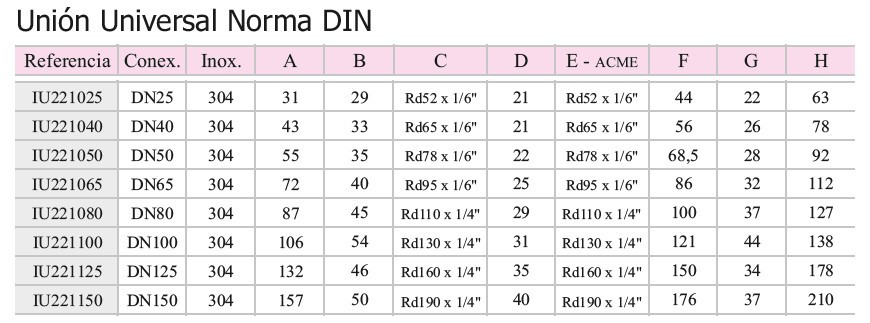 Unión Universal Norma DIN
Referencia Conex. Inox. A B C D E - ACME F G H
IU221025 DN25 304 31 29 Rd52 x 1/6" 21 Rd52 x 1/6" 44 22 63
IU221040 DN40 304 43 33 Rd65 x 1/6" 21 Rd65 x 1/6" 56 26 78
IU221050 DN50 304 55 35 Rd78 x 1/6" 22 Rd78 x 1/6" 68,5 28 92
IU221065 DN65 304 72 40 Rd95 x 1/6" 25 Rd95 x 1/6" 86 32 112
IU221080 DN80 304 87 45 Rd110 x 1/4" 29 Rd110 x 1/4" 100 37 127
IU221100 DN100 304 106 54 Rd130 x 1/4" 31 Rd130 x 1/4" 121 44 138
IU221125 DN125 304 132 46 Rd160 x 1/4" 35 Rd160 x 1/4" 150 34 178
IU221150 DN150 304 157 50 Rd190 x 1/4" 40 Rd190 x 1/4" 176 37 210